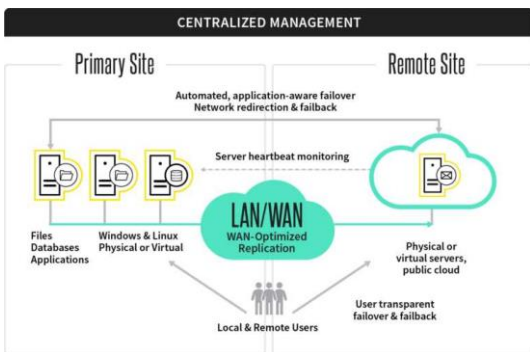 CENTRALIZED MANAGEMENT
Primary Site
Remote Site
Automated, application-aware failover
Network redirection & failback
Server heartbeat monitoring
LAN/WAN
WAN-Optimized
Replication
Files
Databases
Applications
Windows & Linux
Physical or Virtual
Physical or
virtual servers,
public cloud
Local & Remote Users
User transparent
failover & failback